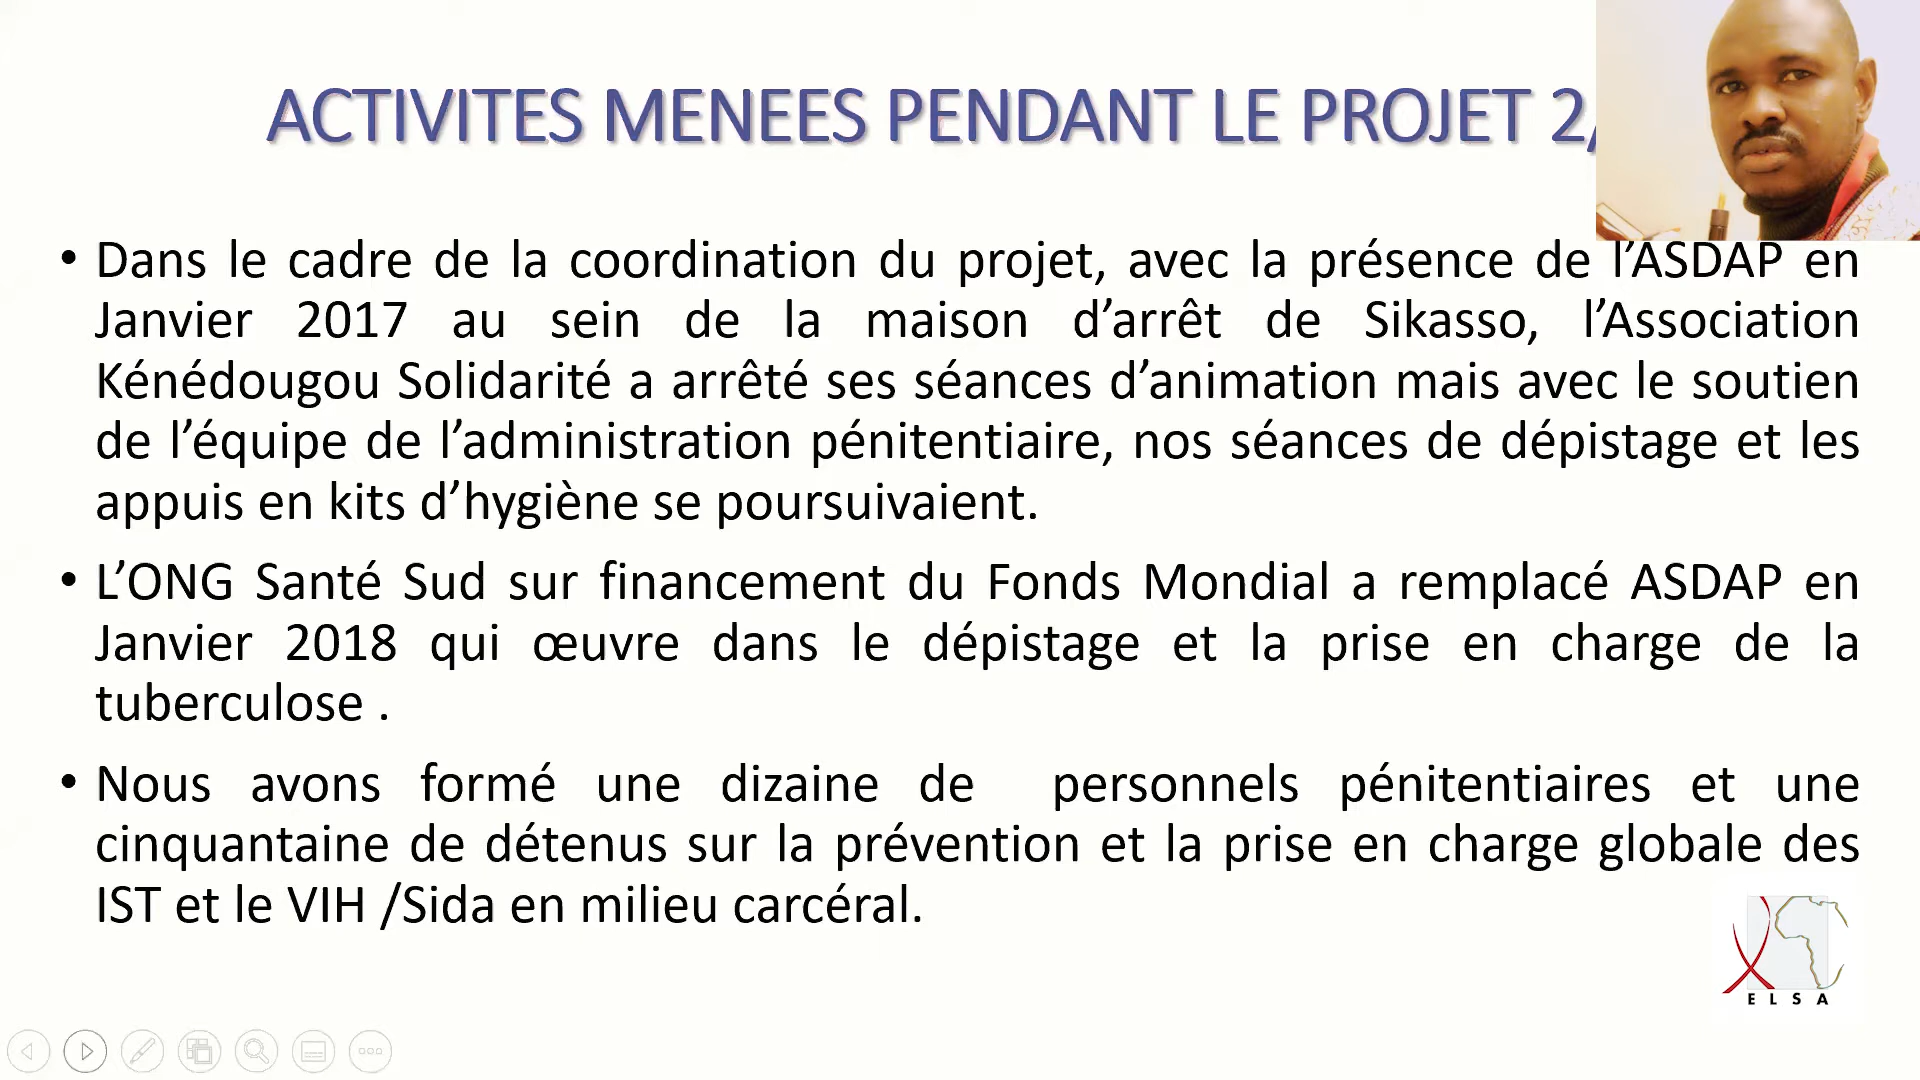 ACTIVITES MENEES PENDANT LE PROJET 2/
• Dans le cadre de la coordination du projet, avec la présence de l’ASDAP en
Janvier 2017 au sein de la maison d’arrêt de Sikasso, l’Association
Kénédougou Solidarité a arrêté ses séances d’animation mais avec le soutien
de l’équipe de l’administration pénitentiaire, nos séances de dépistage et les
appuis en kits d’hygiène se poursuivaient.
• L’ONG Santé Sud sur financement du Fonds Mondial a remplacé ASDAP en
Janvier 2018 qui œuvre dans le dépistage et la prise en charge de la
tuberculose .
• Nous avons formé une dizaine de personnels pénitentiaires et une
cinquantaine de détenus sur la prévention et la prise en charge globale des
IST et le VIH /Sida en milieu carcéral.
ELSA